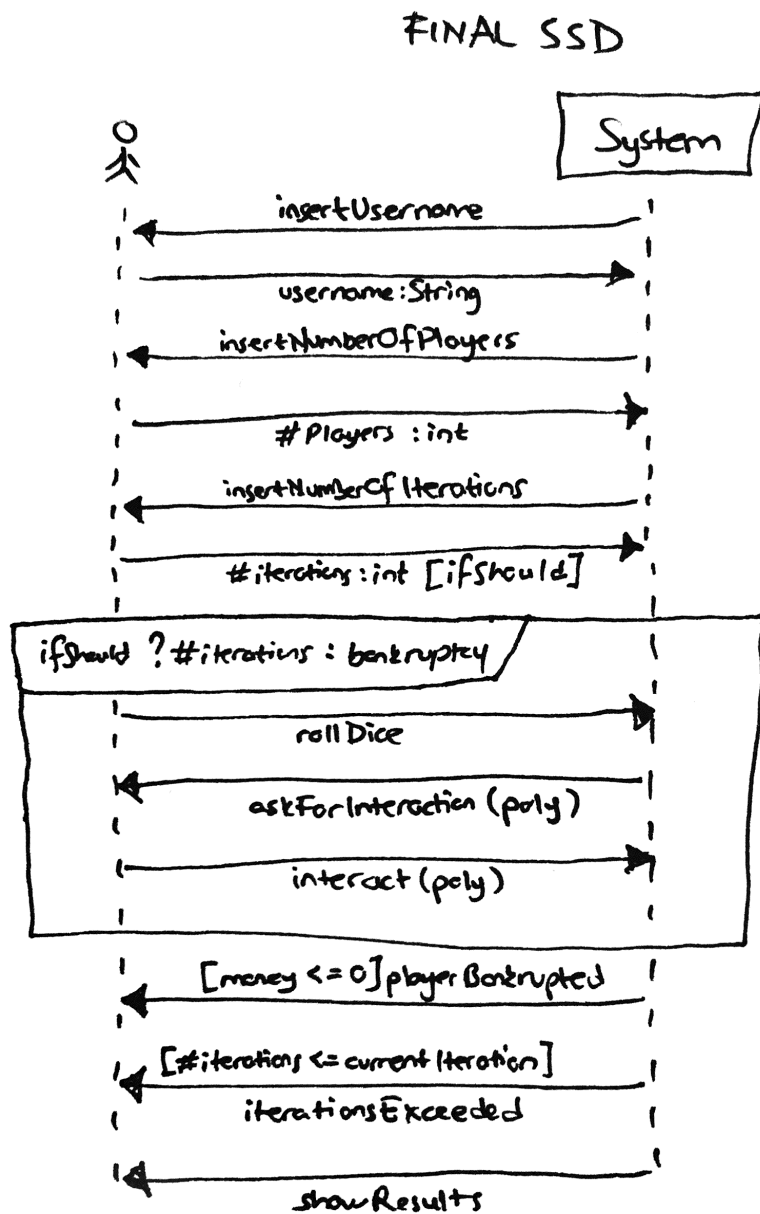 FINAL SSD
System
insertUsername
username:String
insertNumberOfPlayers
#Players :int
insertNumberOfIterations
#iterations:int [ifShould]
ifShould ? #iterations : bankruptcy
rollDice
askForInteraction (poly)
interact (poly)
[money <= 0] playerBankrupted
[#iterations <= currentIteration]
iterationsExceeded
showResults